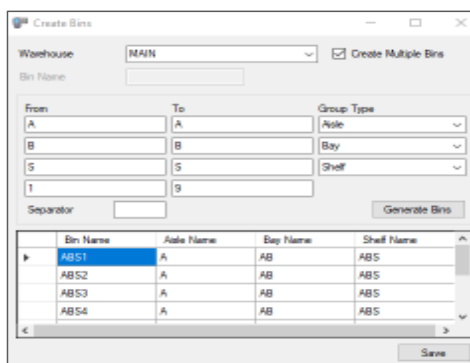 Create Bins
Warehouse MAIN Create Multiple Bins
Bin Name
From To Group Type
A A Aisle
B B Bay
S S Shelf
1 9
Separator Generate Bins
Bin Name Aisle Name Bay Name Shelf Name
ABS1 A AB ABS
ABS2 A AB ABS
ABS3 A AB ABS
ABS4 A AB ABS
Save